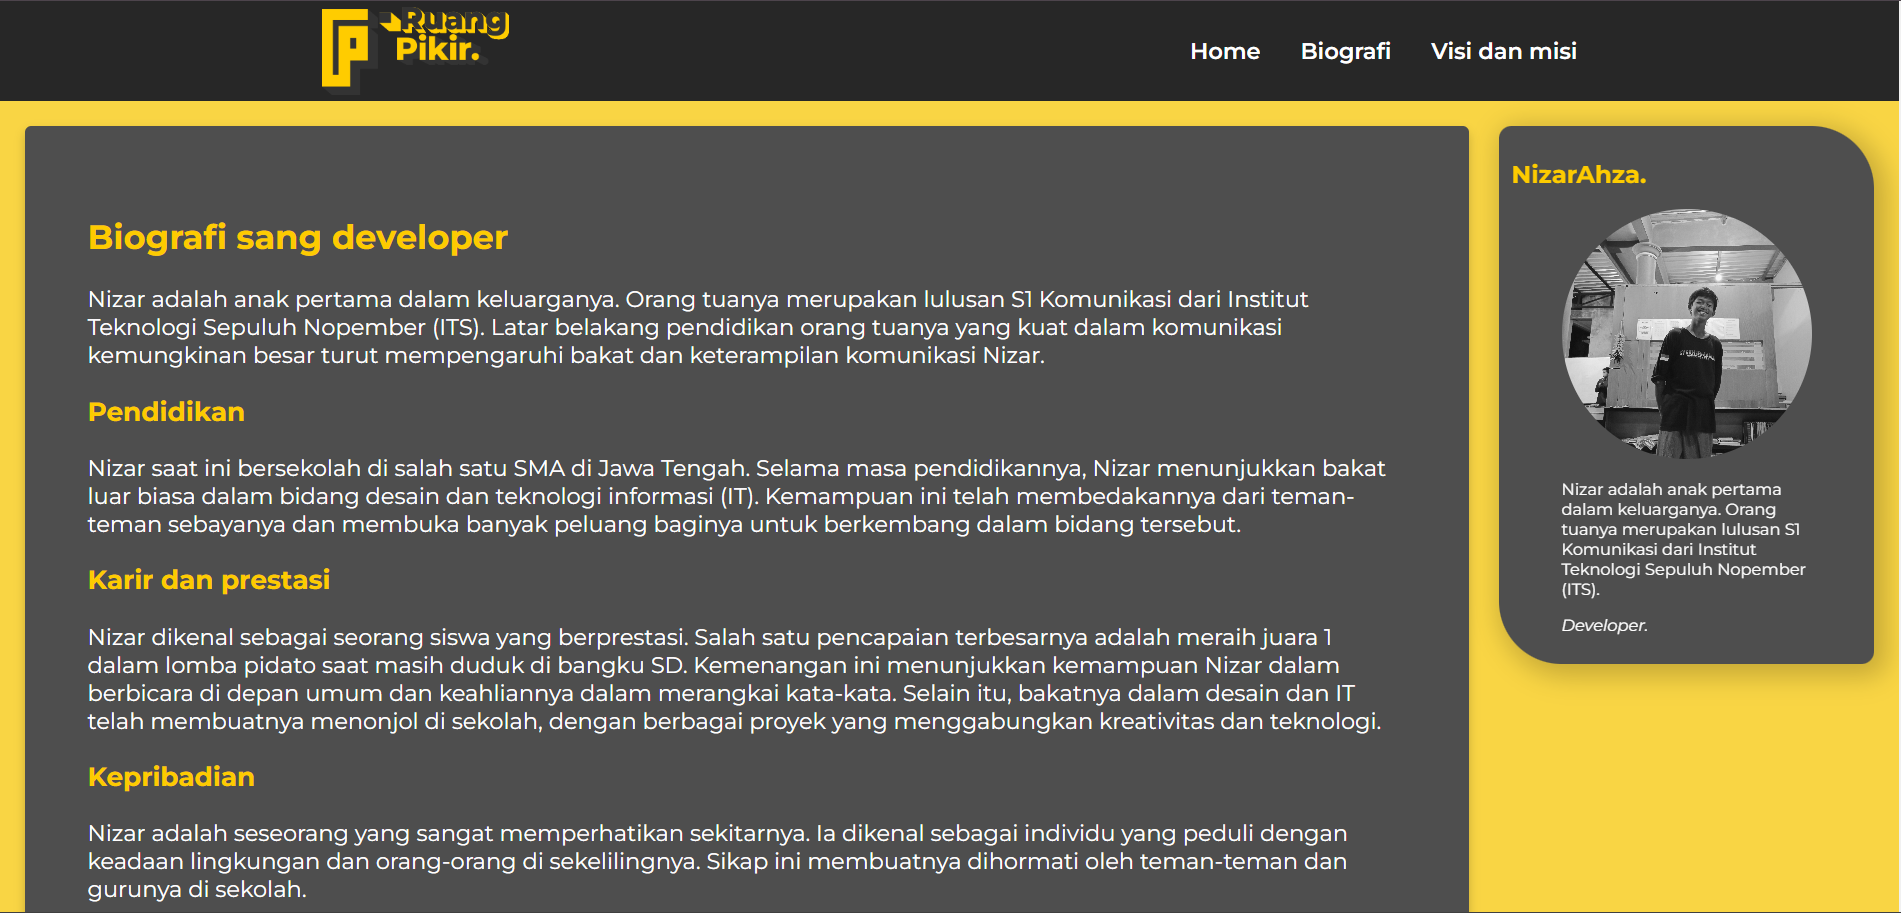 Ruang
Pikir.
Home
Biografi
Visi dan misi
Biografi sang developer
Nizar adalah anak pertama dalam keluarganya. Orang tuanya merupakan lulusan S1 Komunikasi dari Institut
Teknologi Sepuluh Nopember (ITS). Latar belakang pendidikan orang tuanya yang kuat dalam komunikasi
kemungkinan besar turut mempengaruhi bakat dan keterampilan komunikasi Nizar.
Pendidikan
Nizar saat ini bersekolah di salah satu SMA di Jawa Tengah. Selama masa pendidikannya, Nizar menunjukkan bakat
luar biasa dalam bidang desain dan teknologi informasi (IT). Kemampuan ini telah membedakannya dari teman-
teman sebayanya dan membuka banyak peluang baginya untuk berkembang dalam bidang tersebut.
Karir dan prestasi
Nizar dikenal sebagai seorang siswa yang berprestasi. Salah satu pencapaian terbesarnya adalah meraih juara 1
dalam lomba pidato saat masih duduk di bangku SD. Kemenangan ini menunjukkan kemampuan Nizar dalam
berbicara di depan umum dan keahliannya dalam merangkai kata-kata. Selain itu, bakatnya dalam desain dan IT
telah membuatnya menonjol di sekolah, dengan berbagai proyek yang menggabungkan kreativitas dan teknologi.
Kepribadian
Nizar adalah seseorang yang sangat memperhatikan sekitarnya. Ia dikenal sebagai individu yang peduli dengan
keadaan lingkungan dan orang-orang di sekelilingnya. Sikap ini membuatnya dihormati oleh teman-teman dan
gurunya di sekolah.
NizarAhza.
Nizar adalah anak pertama
dalam keluarganya. Orang
tuanya merupakan lulusan S1
Komunikasi dari Institut
Teknologi Sepuluh Nopember
(ITS).
Developer.